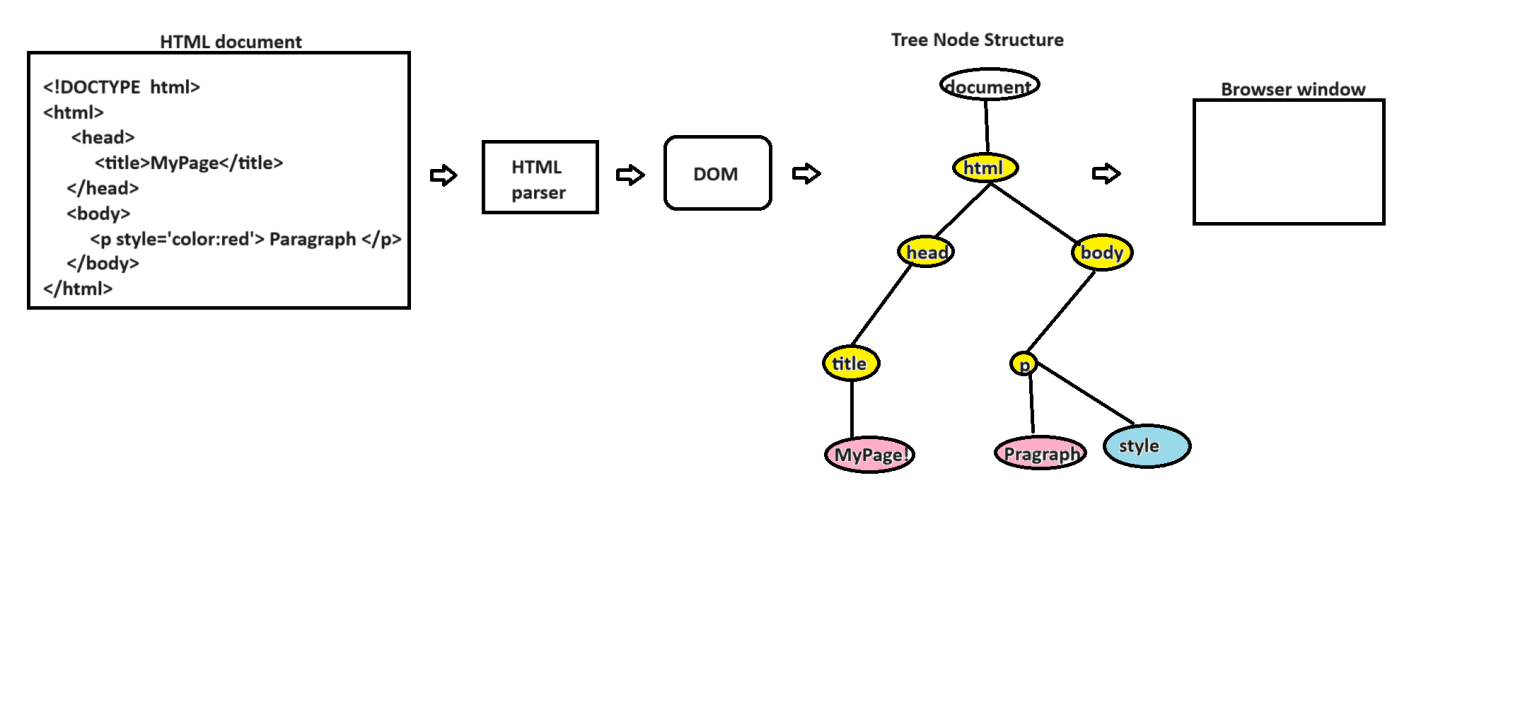 HTML document
<!DOCTYPE  html>
<html>
<head>
<title>MyPage</title>
</head>
<body>
<p style='color:red'> Paragraph </p>
</body>
</html>
HTML
parser
DOM
Tree Node Structure
document
html
head
body
title
p
MyPage!
Pragraph
style
Browser window